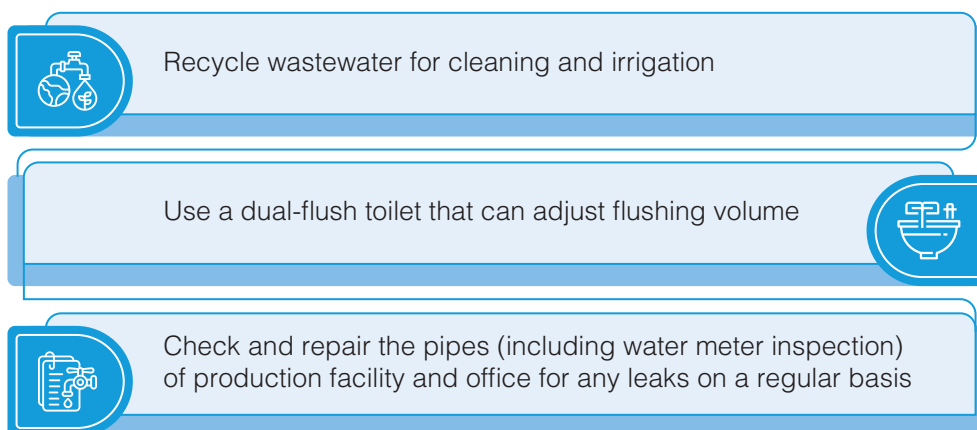 Recycle wastewater for cleaning and irrigation
Use a dual-flush toilet that can adjust flushing volume
Check and repair the pipes (including water meter inspection)
of production facility and office for any leaks on a regular basis